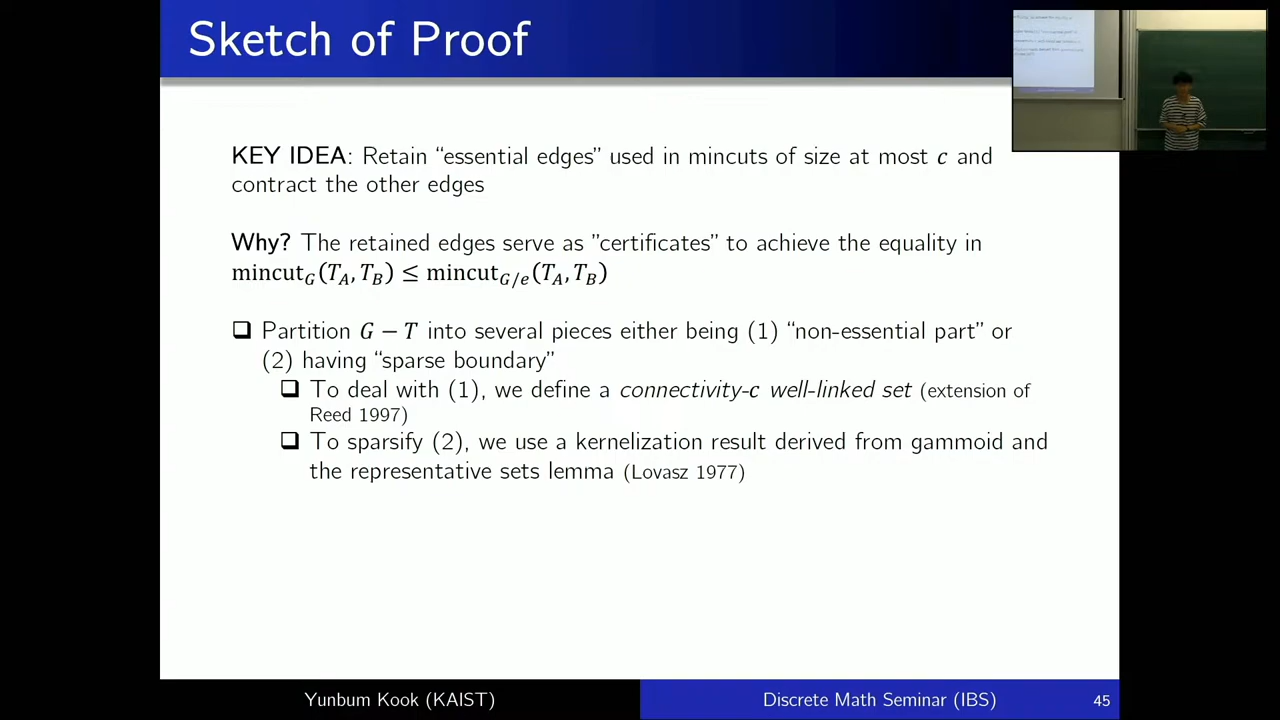 Sketch of Proof
KEY IDEA: Retain “essential edges” used in mincuts of size at most c and
contract the other edges
Why? The retained edges serve as ”certificates” to achieve the equality in
mincut_G(T_A, T_B) ≤ mincut_{G/e}(T_A, T_B)
❑ Partition G − T into several pieces either being (1) “non-essential part” or
(2) having “sparse boundary”
❑ To deal with (1), we define a connectivity-c well-linked set (extension of
Reed 1997)
❑ To sparsify (2), we use a kernelization result derived from gammoid and
the representative sets lemma (Lovasz 1977)
Yunbum Kook (KAIST)
Discrete Math Seminar (IBS)
45